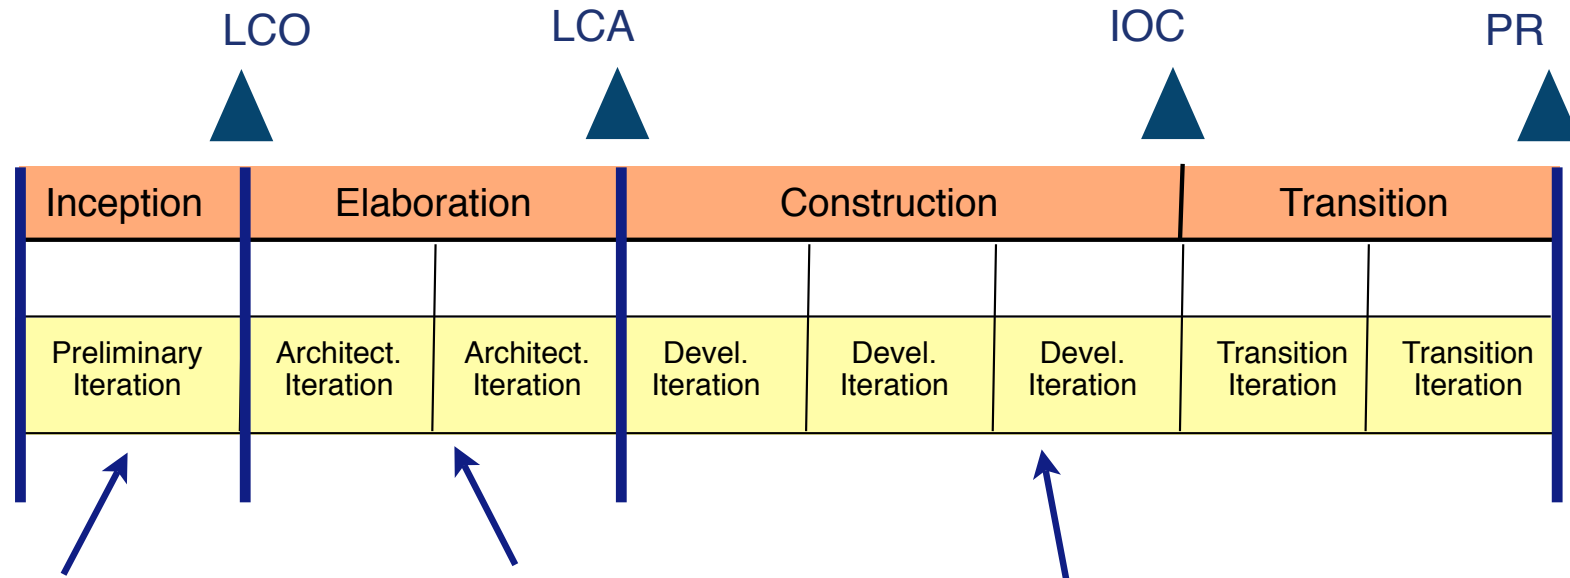 LCO
LCA
IOC
PR
Inception
Elaboration
Construction
Transition
Preliminary
Iteration
Architect.
Iteration
Architect.
Iteration
Devel.
Iteration
Devel.
Iteration
Devel.
Iteration
Transition
Iteration
Transition
Iteration